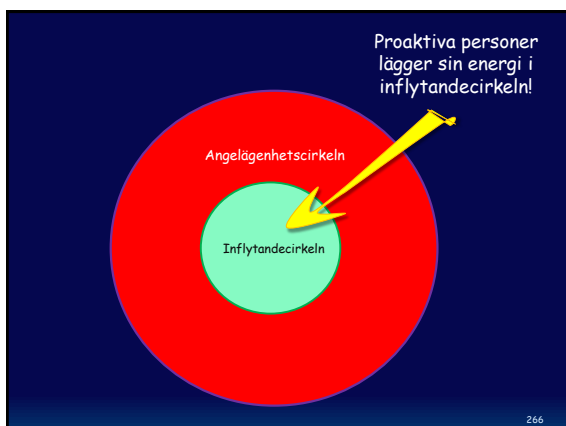 Proaktiva personer
lägger sin energi i
inflytandecirkeln!
Angelägenhetscirkeln
Inflytandecirkeln
266